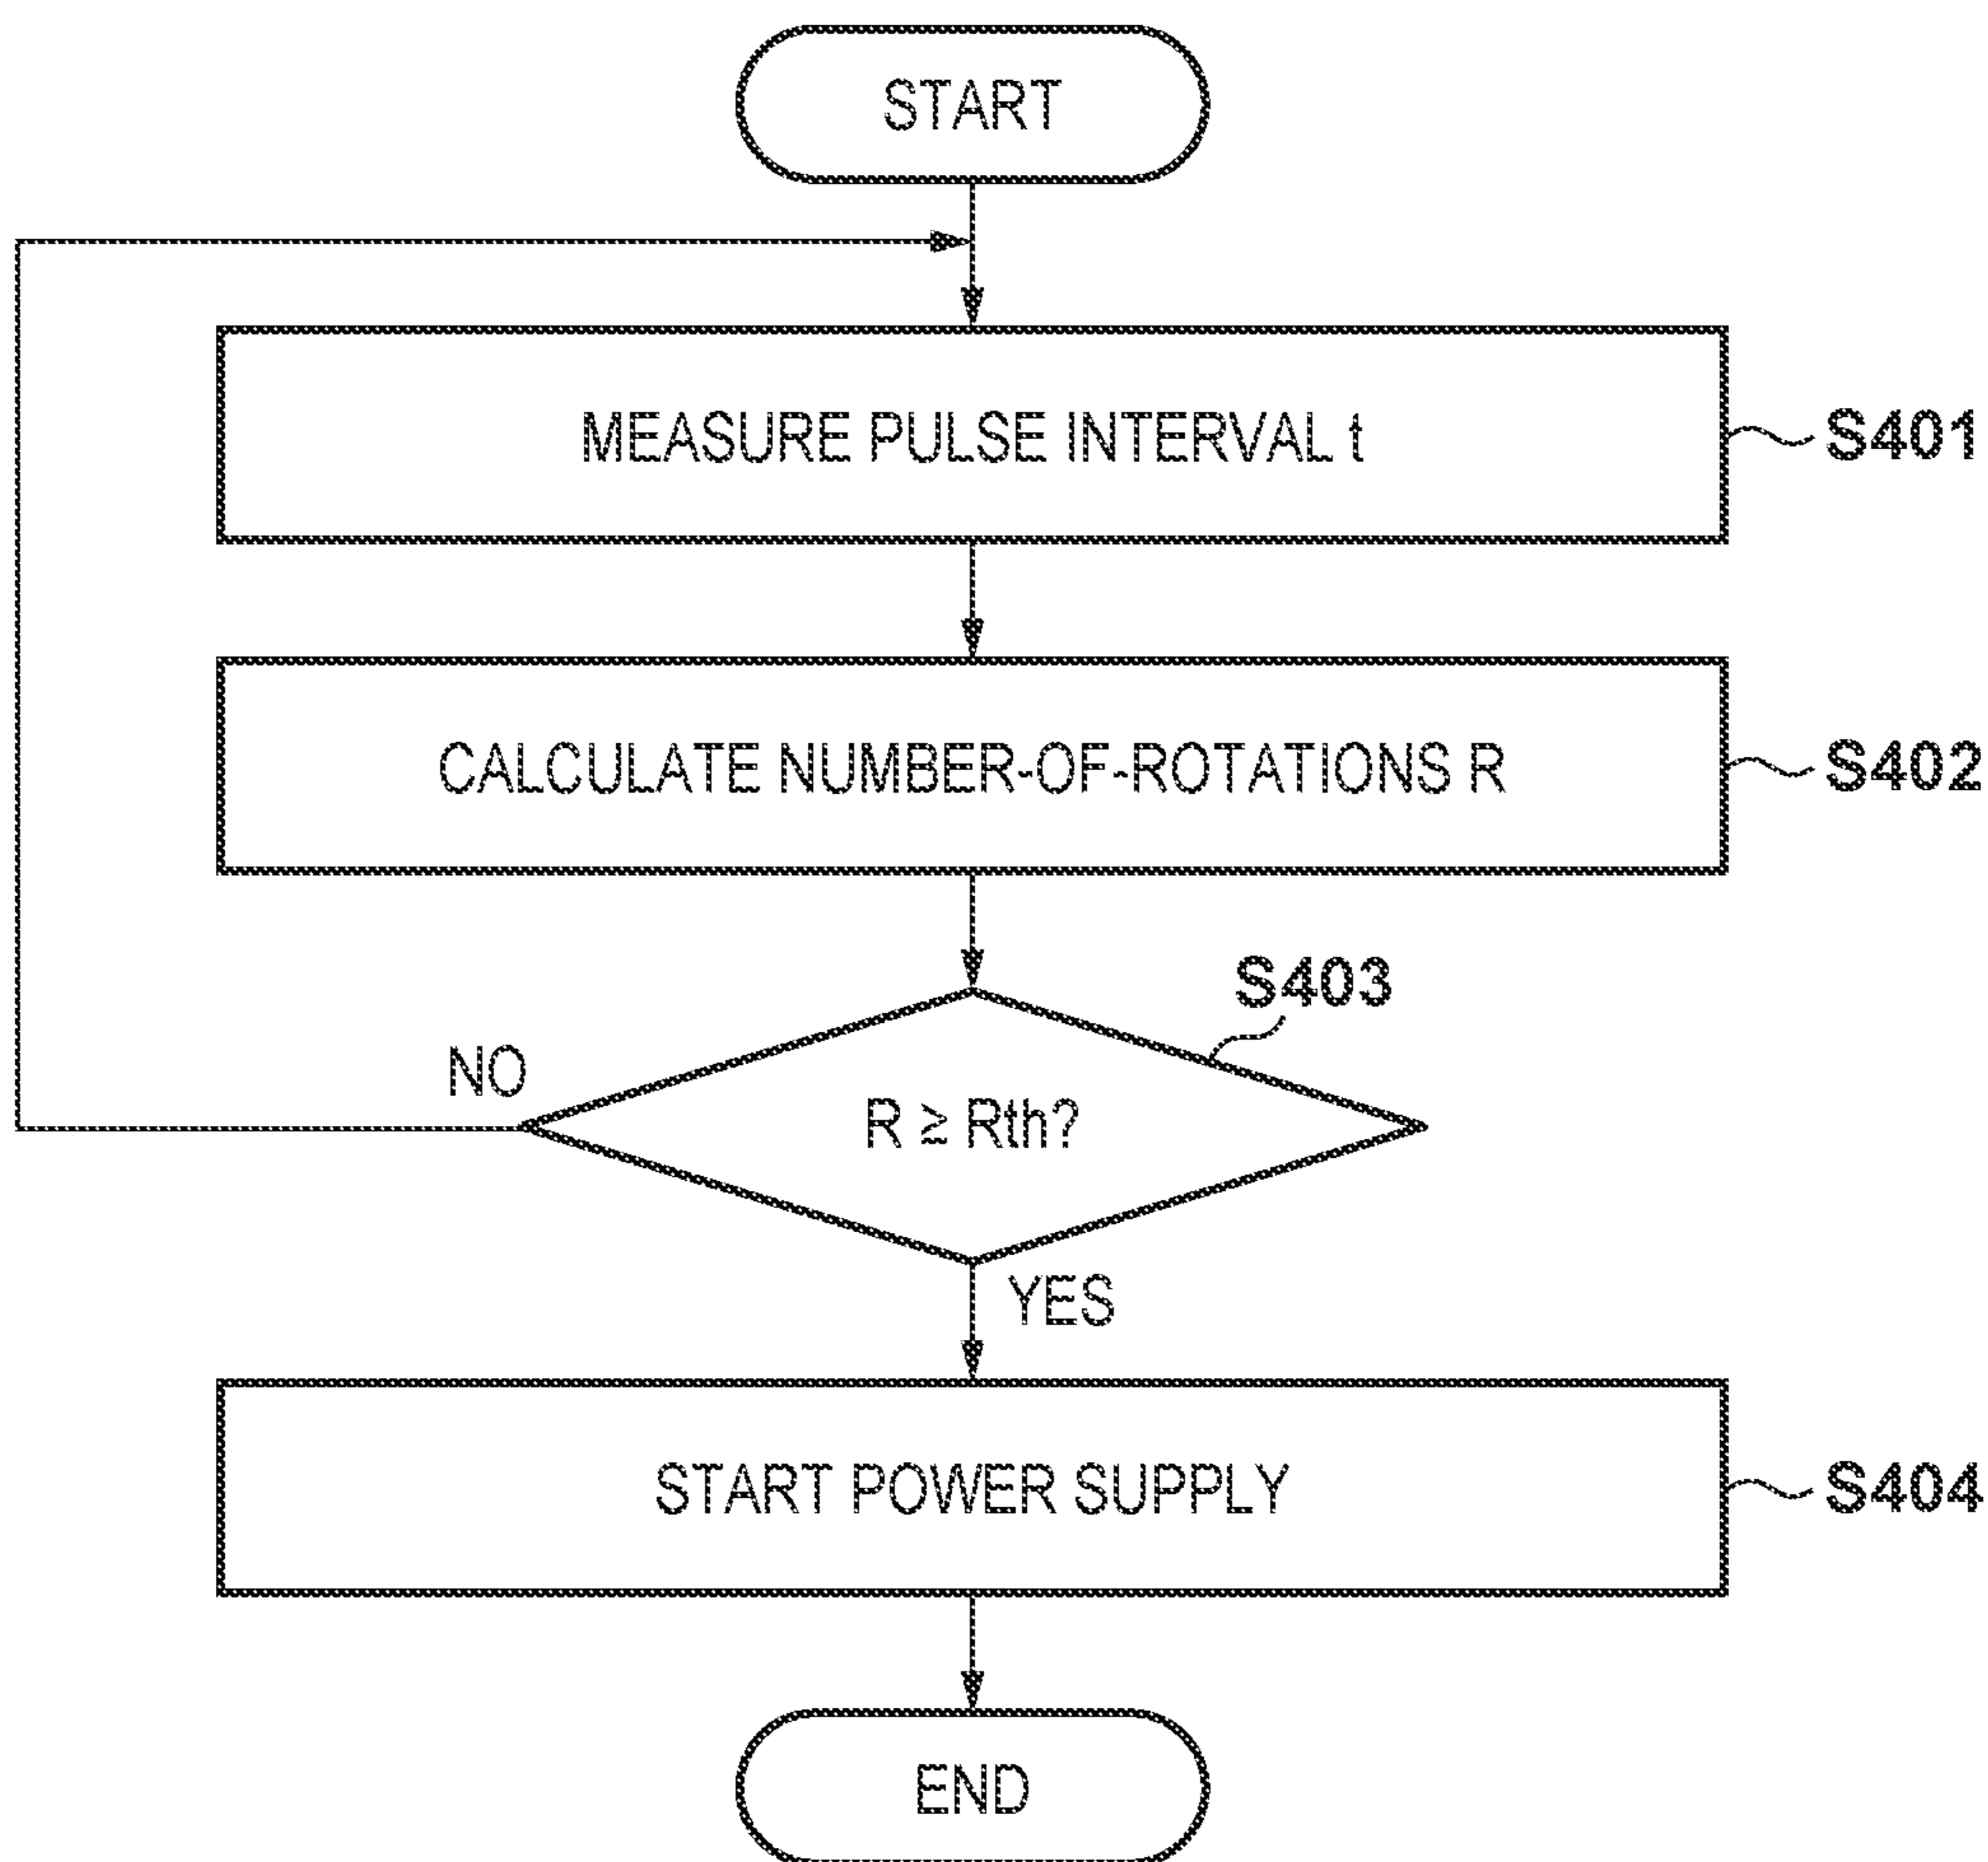 START
MEASURE PULSE INTERVAL t
S401
CALCULATE NUMBER-OF-ROTATIONS R
S402
S403
NO
R ≥ Rth?
YES
START POWER SUPPLY
S404
END